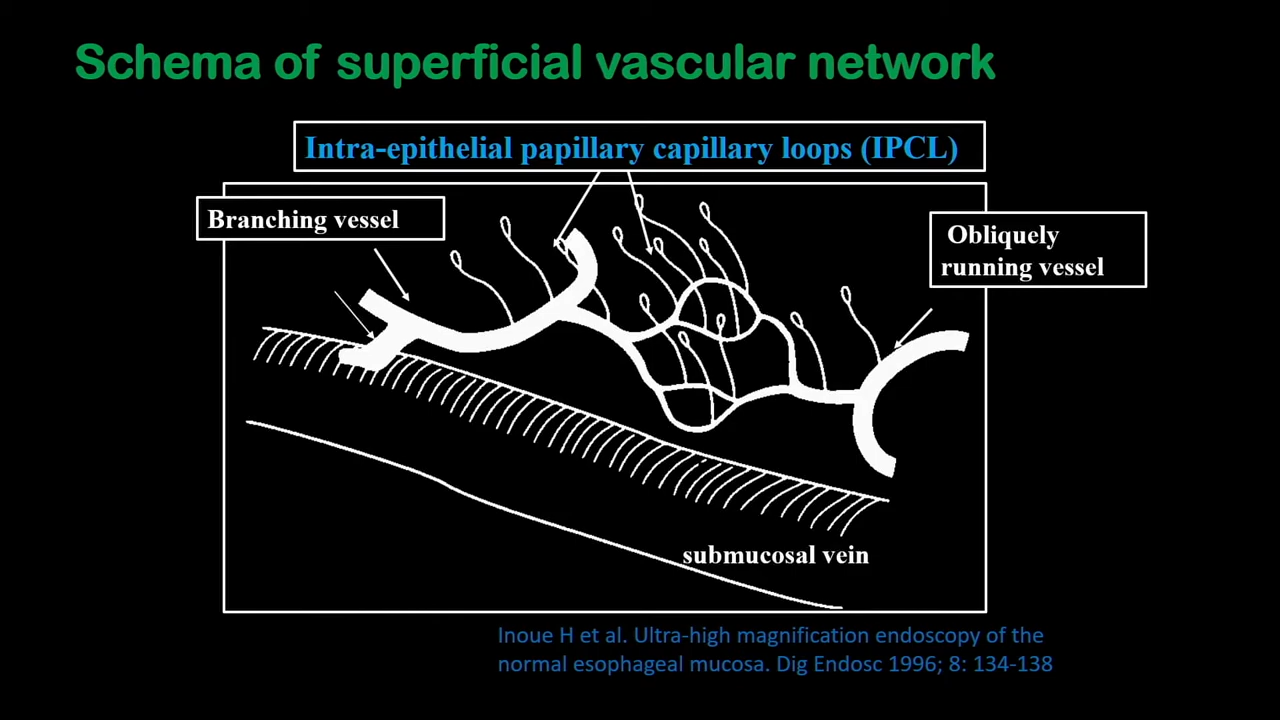 Schema of superficial vascular network
Intra-epithelial papillary capillary loops (IPCL)
Branching vessel
Obliquely
running vessel
submucosal vein
Inoue H et al. Ultra-high magnification endoscopy of the
normal esophageal mucosa. Dig Endosc 1996; 8: 134-138